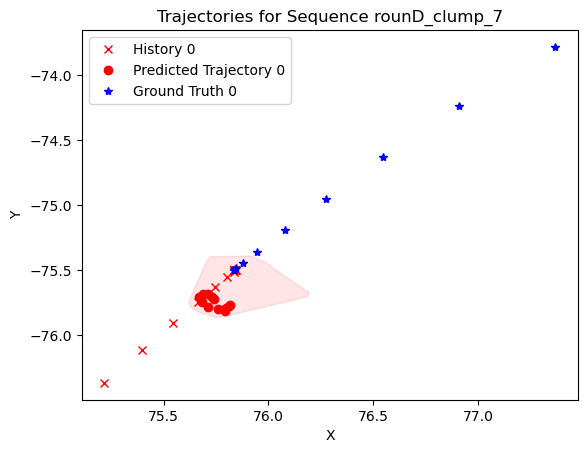 Trajectories for Sequence rounD_clump_7
History 0
Predicted Trajectory 0
Ground Truth 0
−74.0
−74.5
−75.0
−75.5
−76.0
Y
75.5 76.0 76.5 77.0
X